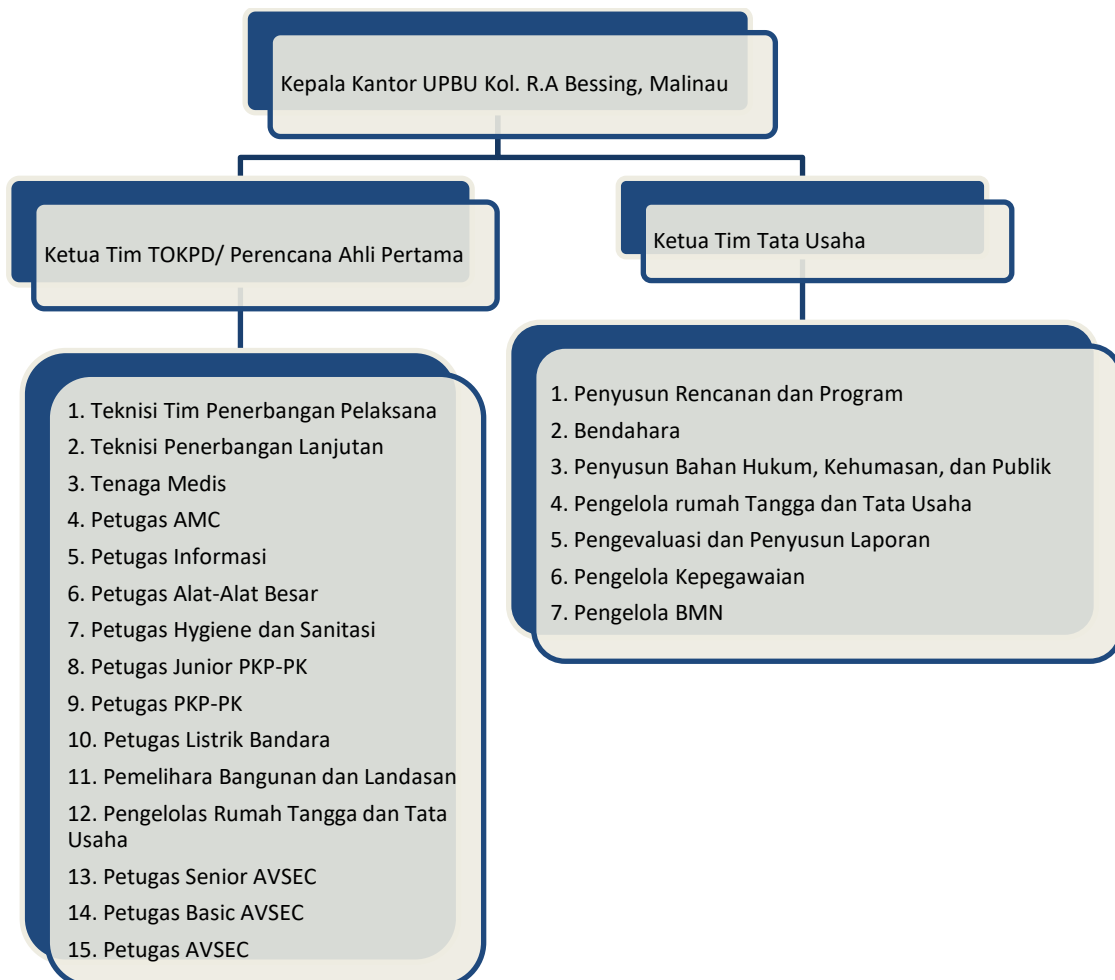 Kepala Kantor UPBU Kol. R.A Bessing, Malinau
Ketua Tim TOKPD/ Perencana Ahli Pertama
Ketua Tim Tata Usaha
1. Teknisi Tim Penerbangan Pelaksana
2. Teknisi Penerbangan Lanjutan
3. Tenaga Medis
4. Petugas AMC
5. Petugas Informasi
6. Petugas Alat-Alat Besar
7. Petugas Hygiene dan Sanitasi
8. Petugas Junior PKP-PK
9. Petugas PKP-PK
10. Petugas Listrik Bandara
11. Pemelihara Bangunan dan Landasan
12. Pengelolas Rumah Tangga dan Tata
Usaha
13. Petugas Senior AVSEC
14. Petugas Basic AVSEC
15. Petugas AVSEC
1. Penyusun Rencanan dan Program
2. Bendahara
3. Penyusun Bahan Hukum, Kehumasan, dan Publik
4. Pengelola rumah Tangga dan Tata Usaha
5. Pengevaluasi dan Penyusun Laporan
6. Pengelola Kepegawaian
7. Pengelola BMN